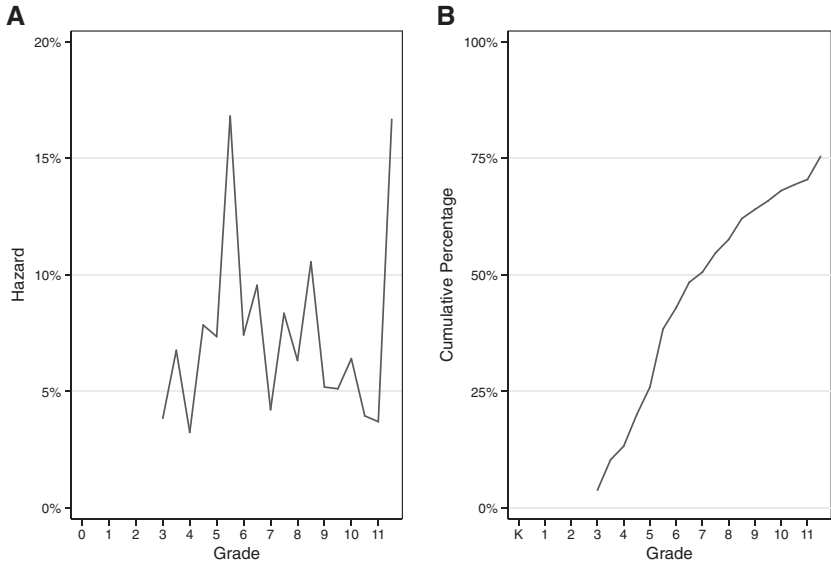 A
20%
15%
10%
5%
0%
Hazard
0 1 2 3 4 5 6 7 8 9 10 11
Grade
B
100%
75%
50%
25%
0%
Cumulative Percentage
K 1 2 3 4 5 6 7 8 9 10 11
Grade